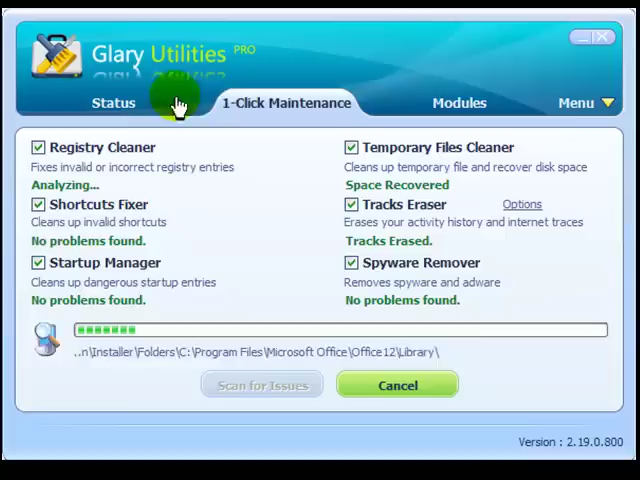 Glary Utilities PRO
Status
1-Click Maintenance
Modules
Menu
Registry Cleaner
Fixes invalid or incorrect registry entries
Analyzing...
Shortcuts Fixer
Cleans up invalid shortcuts
No problems found.
Startup Manager
Cleans up dangerous startup entries
No problems found.
Temporary Files Cleaner
Cleans up temporary file and recover disk space
Space Recovered
Tracks Eraser Options
Erases your activity history and internet traces
Tracks Erased.
Spyware Remover
Removes spyware and adware
No problems found.
..n\Installer\Folders\C:\Program Files\Microsoft Office\Office12\Library\
Scan for Issues
Cancel
Version : 2.19.0.800